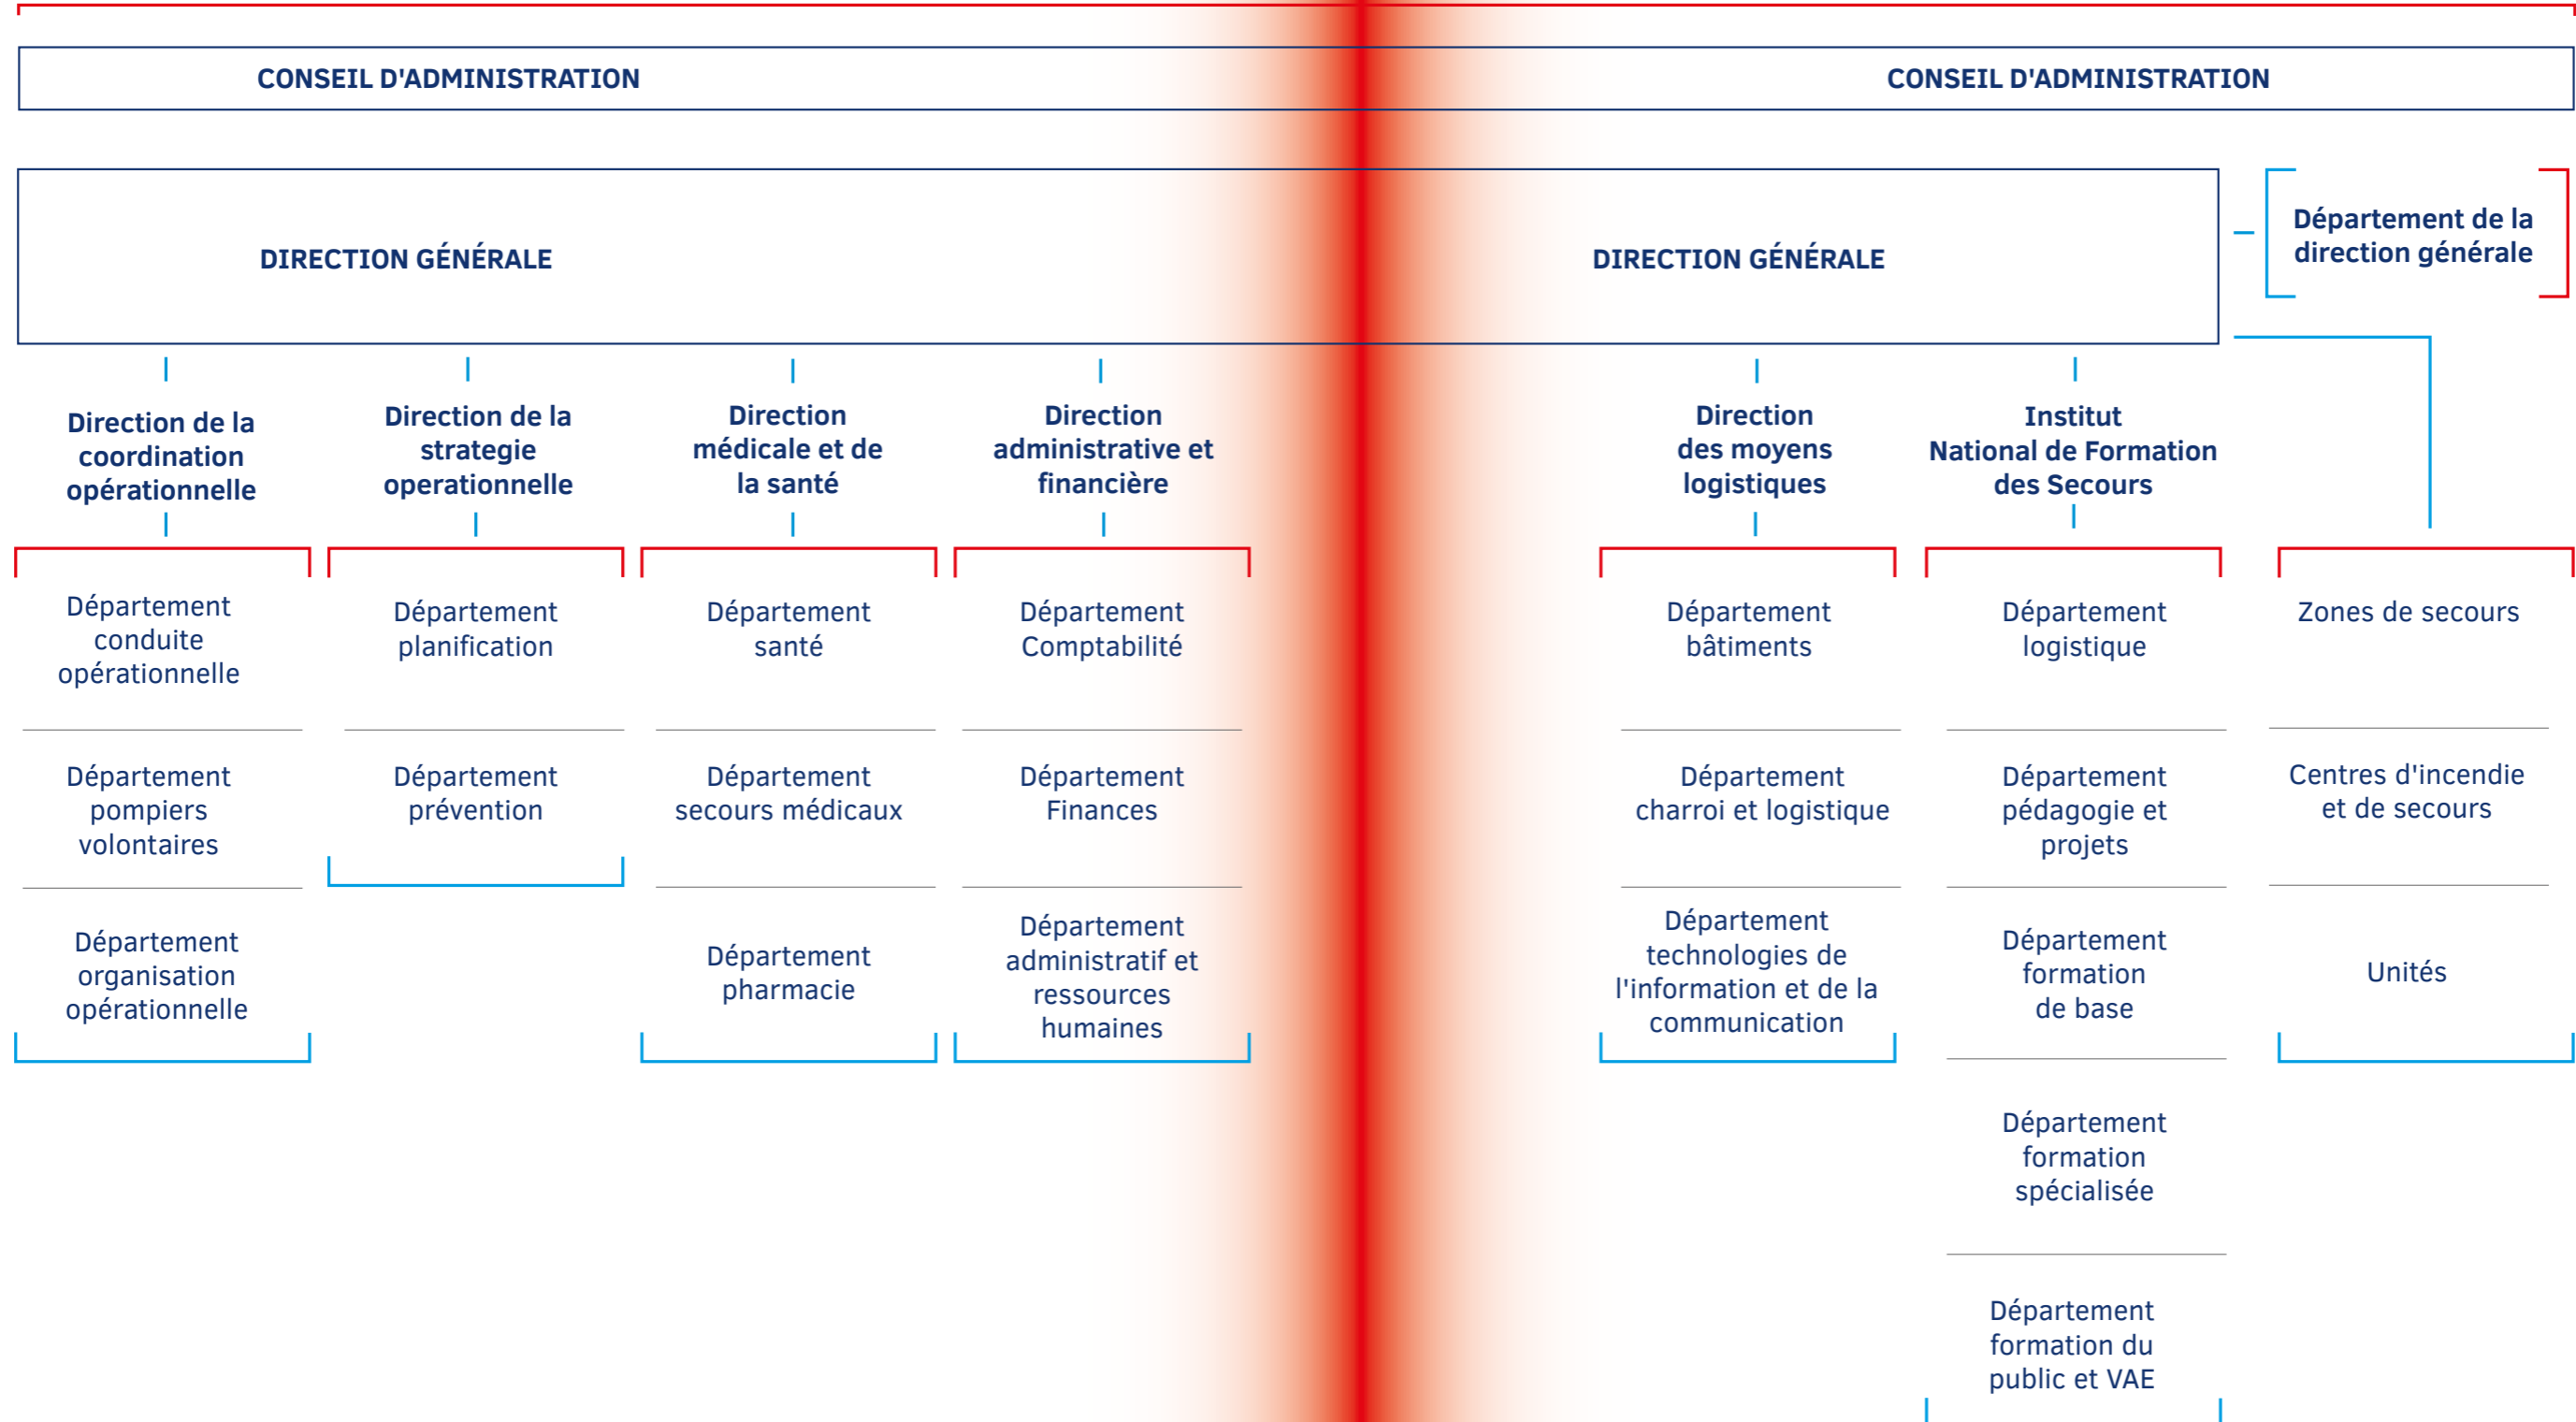 CONSEIL D'ADMINISTRATION
CONSEIL D'ADMINISTRATION
DIRECTION GÉNÉRALE
DIRECTION GÉNÉRALE
Département de la
direction générale
Direction de la
coordination
opérationnelle
Direction de la
strategie
operationnelle
Direction
médicale et de
la santé
Direction
administrative et
financière
Direction
des moyens
logistiques
Institut
National de Formation
des Secours
Département
conduite
opérationnelle
Département
pompiers
volontaires
Département
organisation
opérationnelle
Département
planification
Département
prévention
Département
santé
Département
secours médicaux
Département
pharmacie
Département
Comptabilité
Département
Finances
Département
administratif et
ressources
humaines
Département
bâtiments
Département
charroi et logistique
Département
technologies de
l'information et de la
communication
Département
logistique
Département
pédagogie et
projets
Département
formation
de base
Département
formation
spécialisée
Département
formation du
public et VAE
Zones de secours
Centres d'incendie
et de secours
Unités